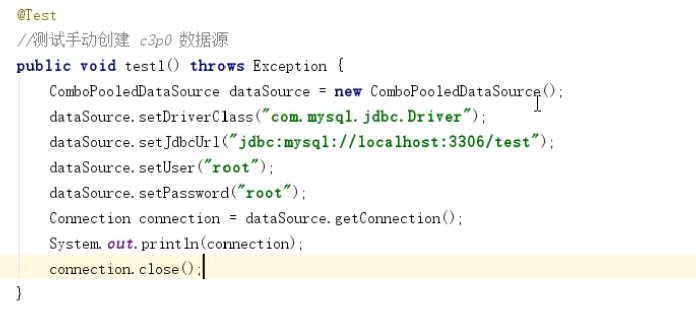 @Test
//测试手动创建 c3p0 数据源
public void test1() throws Exception {
ComboPooledDataSource dataSource = new ComboPooledDataSource();
dataSource.setDriverClass("com.mysql.jdbc.Driver");
dataSource.setJdbcUrl("jdbc:mysql://localhost:3306/test");
dataSource.setUser("root");
dataSource.setPassword("root");
Connection connection = dataSource.getConnection();
System.out.println(connection);
connection.close();
}